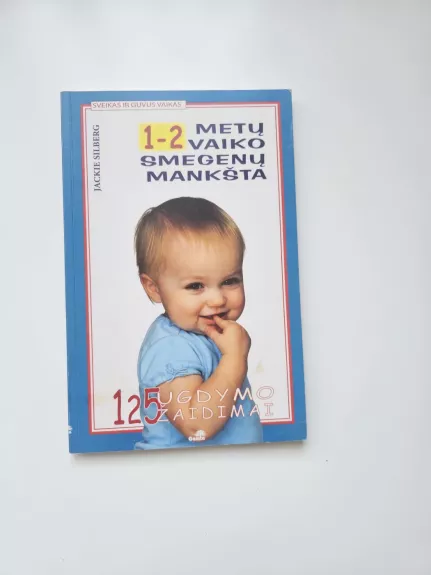 SVEIKAS IR GUVUS VAIKAS
JACKIE SILBERG
1-2 METŲ
VAIKO
SMEGENŲ
MANKŠTA
125 UGDYMO
ŽAIDIMAI